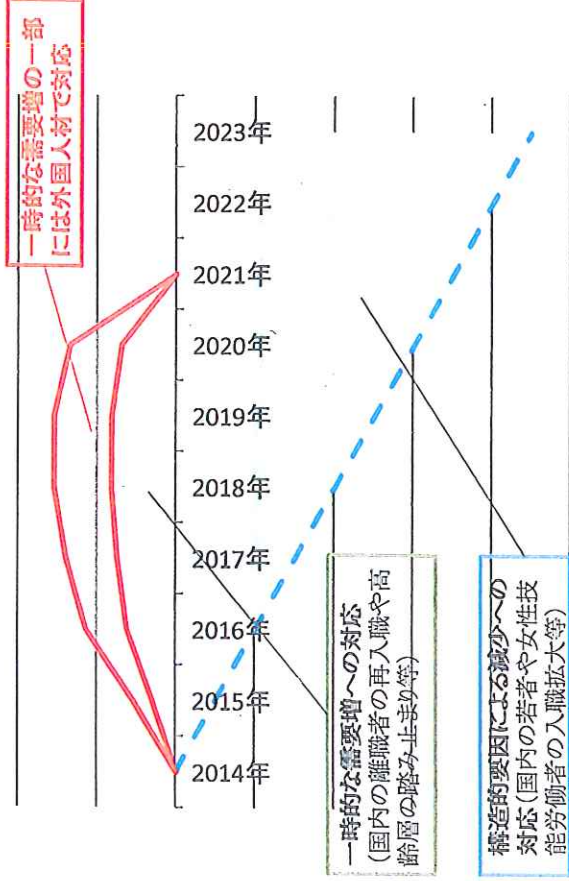 一時的な需要増の一部
には外国人材で対応
2014年
2015年
2016年
2017年
2018年
2019年
2020年
2021年
2022年
2023年
一時的な需要増への対応
(国内の離職者の再入職や高
齢層の踏み止まり等)
構造的要因による減少への
対応(国内の若者や女性技
能労働者の入職拡大等)